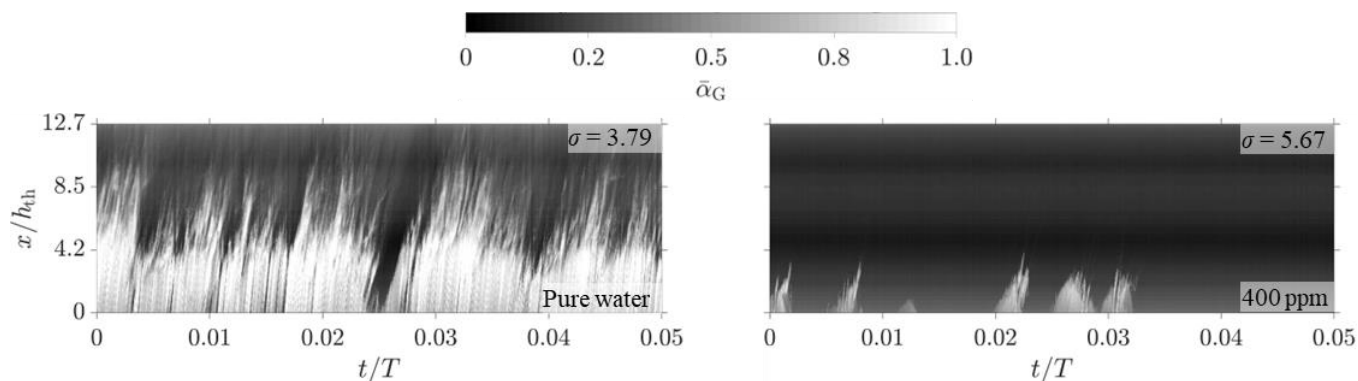 0 0.2 0.5 0.8 1.0
ᾱ_G
12.7
8.5
4.2
0
x/h_th
σ = 3.79
Pure water
0 0.01 0.02 0.03 0.04 0.05
t/T
σ = 5.67
400 ppm
0 0.01 0.02 0.03 0.04 0.05
t/T